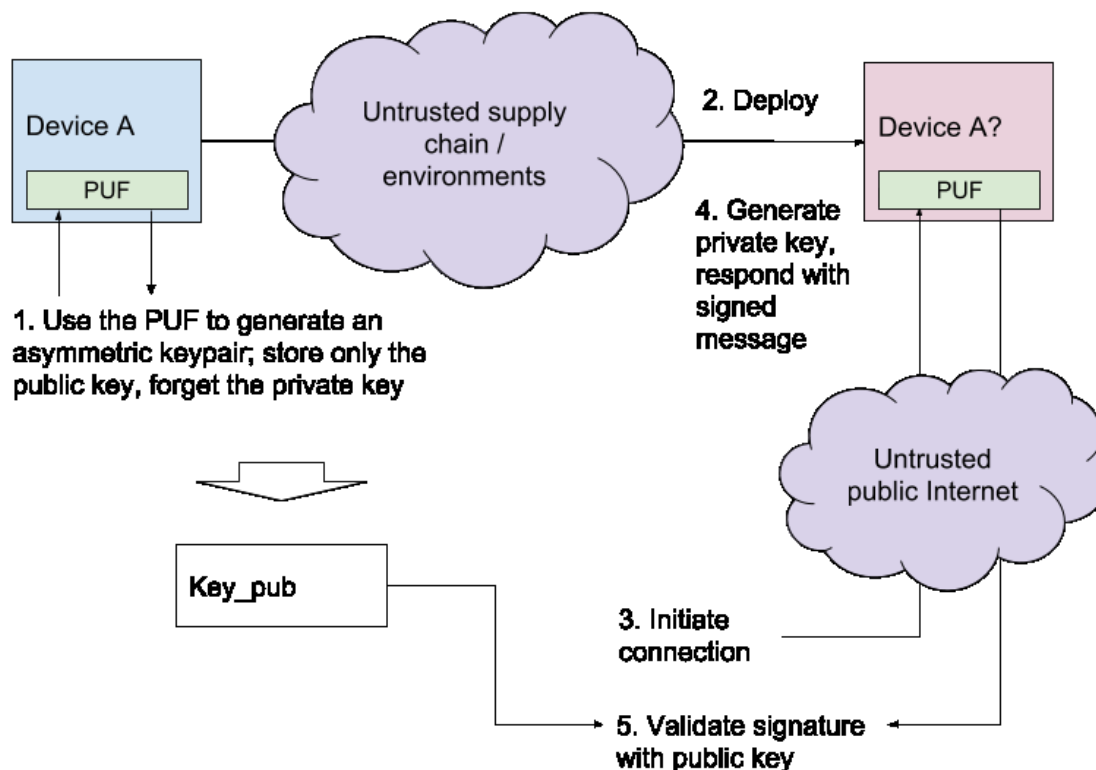 Device A
PUF
1. Use the PUF to generate an
asymmetric keypair; store only the
public key, forget the private key
Untrusted supply
chain /
environments
2. Deploy
Device A?
PUF
4. Generate
private key,
respond with
signed
message
Untrusted
public Internet
Key_pub
3. Initiate
connection
5. Validate signature
with public key